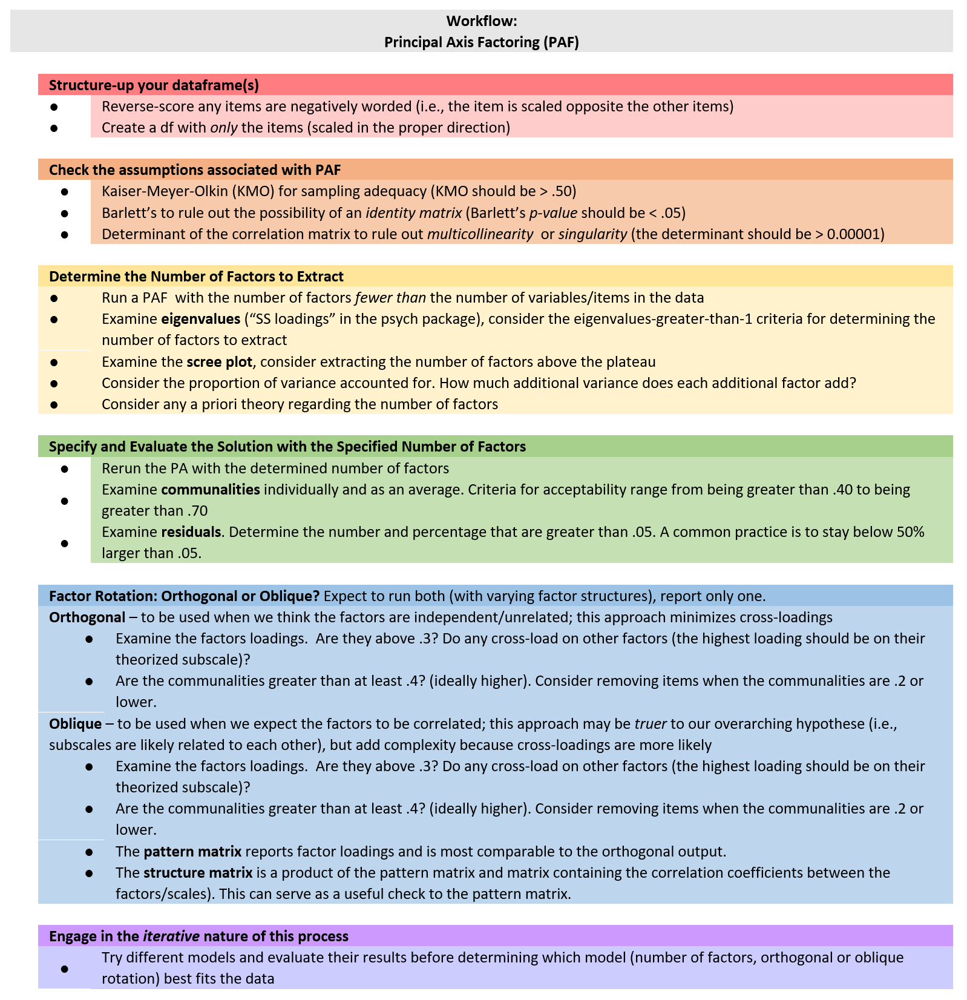 Workflow:
Principal Axis Factoring (PAF)
Structure-up your dataframe(s)
● Reverse-score any items are negatively worded (i.e., the item is scaled opposite the other items)
● Create a df with only the items (scaled in the proper direction)
Check the assumptions associated with PAF
● Kaiser-Meyer-Olkin (KMO) for sampling adequacy (KMO should be > .50)
● Barlett’s to rule out the possibility of an identity matrix (Barlett’s p-value should be < .05)
● Determinant of the correlation matrix to rule out multicollinearity  or singularity (the determinant should be > 0.00001)
Determine the Number of Factors to Extract
● Run a PAF  with the number of factors fewer than the number of variables/items in the data
● Examine eigenvalues (“SS loadings” in the psych package), consider the eigenvalues-greater-than-1 criteria for determining the
number of factors to extract
● Examine the scree plot, consider extracting the number of factors above the plateau
● Consider the proportion of variance accounted for. How much additional variance does each additional factor add?
● Consider any a priori theory regarding the number of factors
Specify and Evaluate the Solution with the Specified Number of Factors
● Rerun the PA with the determined number of factors
● Examine communalities individually and as an average. Criteria for acceptability range from being greater than .40 to being
greater than .70
● Examine residuals. Determine the number and percentage that are greater than .05. A common practice is to stay below 50%
larger than .05.
Factor Rotation: Orthogonal or Oblique? Expect to run both (with varying factor structures), report only one.
Orthogonal – to be used when we think the factors are independent/unrelated; this approach minimizes cross-loadings
● Examine the factors loadings.  Are they above .3? Do any cross-load on other factors (the highest loading should be on their
theorized subscale)?
● Are the communalities greater than at least .4? (ideally higher). Consider removing items when the communalities are .2 or
lower.
Oblique – to be used when we expect the factors to be correlated; this approach may be truer to our overarching hypothese (i.e.,
subscales are likely related to each other), but add complexity because cross-loadings are more likely
● Examine the factors loadings.  Are they above .3? Do any cross-load on other factors (the highest loading should be on their
theorized subscale)?
● Are the communalities greater than at least .4? (ideally higher). Consider removing items when the communalities are .2 or
lower.
● The pattern matrix reports factor loadings and is most comparable to the orthogonal output.
● The structure matrix is a product of the pattern matrix and matrix containing the correlation coefficients between the
factors/scales). This can serve as a useful check to the pattern matrix.
Engage in the iterative nature of this process
● Try different models and evaluate their results before determining which model (number of factors, orthogonal or oblique
rotation) best fits the data